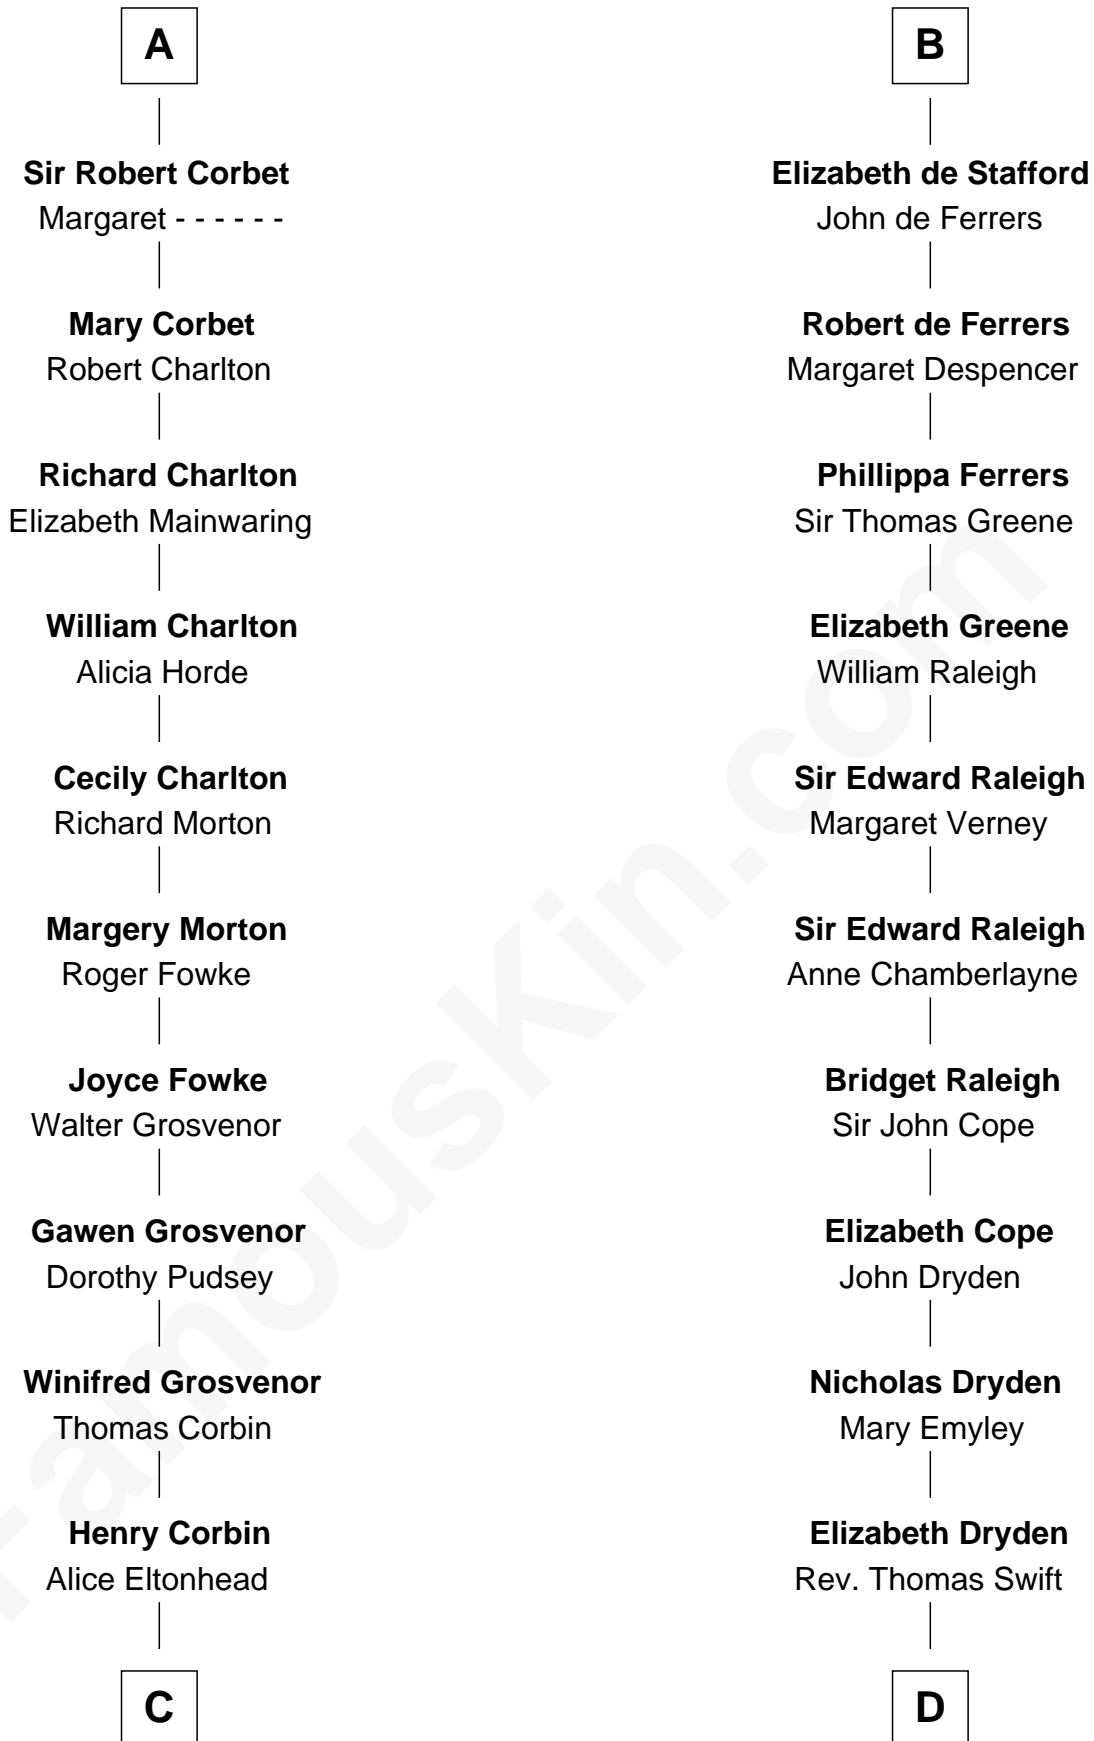 A
Sir Robert Corbet
Margaret - - - - - -
Mary Corbet
Robert Charlton
Richard Charlton
Elizabeth Mainwaring
William Charlton
Alicia Horde
Cecily Charlton
Richard Morton
Margery Morton
Roger Fowke
Joyce Fowke
Walter Grosvenor
Gawen Grosvenor
Dorothy Pudsey
Winifred Grosvenor
Thomas Corbin
Henry Corbin
Alice Eltonhead
C
B
Elizabeth de Stafford
John de Ferrers
Robert de Ferrers
Margaret Despencer
Phillippa Ferrers
Sir Thomas Greene
Elizabeth Greene
William Raleigh
Sir Edward Raleigh
Margaret Verney
Sir Edward Raleigh
Anne Chamberlayne
Bridget Raleigh
Sir John Cope
Elizabeth Cope
John Dryden
Nicholas Dryden
Mary Emyley
Elizabeth Dryden
Rev. Thomas Swift
D
FamousKin.com